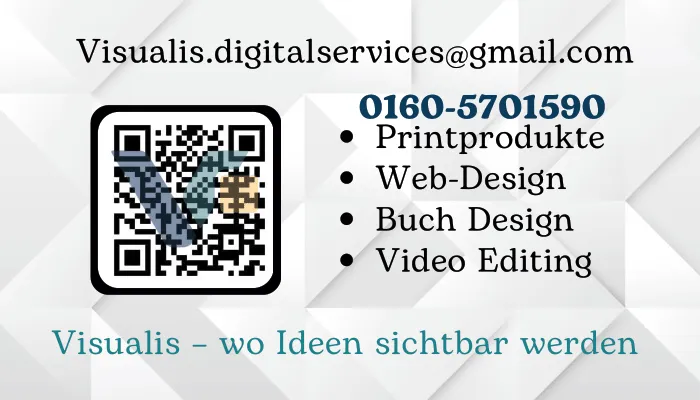 Visualis.digitalservices@gmail.com
0160-5701590
• Printprodukte
• Web-Design
• Buch Design
• Video Editing
Visualis – wo Ideen sichtbar werden